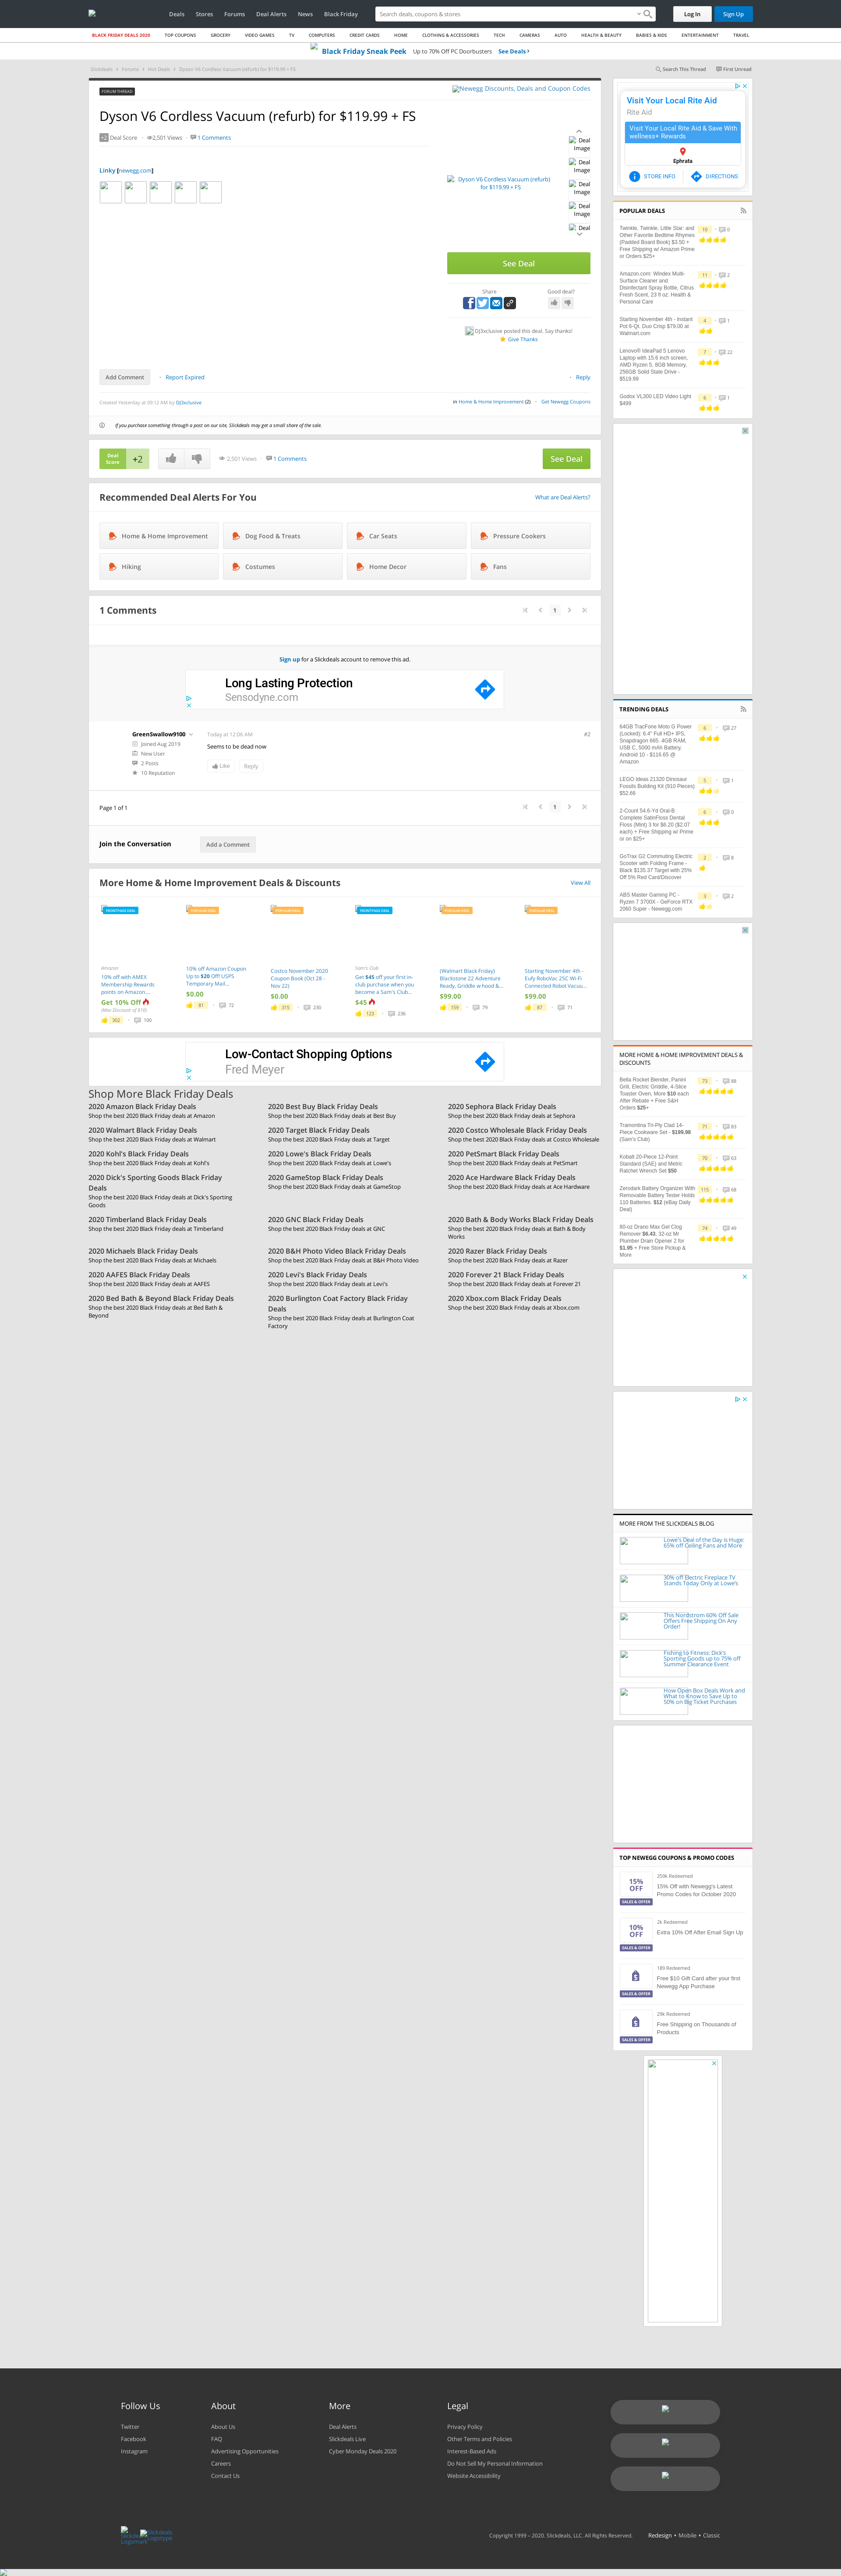 Deals Stores Forums Deal Alerts News Black Friday
Search deals, coupons & stores
Log In Sign Up
BLACK FRIDAY DEALS 2020 TOP COUPONS GROCERY VIDEO GAMES TV COMPUTERS CREDIT CARDS HOME CLOTHING & ACCESSORIES TECH CAMERAS AUTO HEALTH & BEAUTY BABIES & KIDS ENTERTAINMENT TRAVEL
Black Friday Sneak Peek Up to 70% Off PC Doorbusters See Deals
Slickdeals Forums Hot Deals Dyson V6 Cordless Vacuum (refurb) for $119.99 + FS
Search This Thread First Unread
FORUM THREAD
Newegg Discounts, Deals and Coupon Codes
Dyson V6 Cordless Vacuum (refurb) for $119.99 + FS
+2 Deal Score 2,501 Views 1 Comments
Linky [newegg.com]
Dyson V6 Cordless Vacuum (refurb) for $119.99 + FS
Deal Image
Deal Image
Deal Image
Deal Image
Deal
See Deal
Share Good deal?
DJ3xclusive posted this deal. Say thanks!
Give Thanks
Add Comment Report Expired Reply
Created Yesterday at 09:12 AM by DJ3xclusive
in Home & Home Improvement (2) Get Newegg Coupons
If you purchase something through a post on our site, Slickdeals may get a small share of the sale.
Deal Score +2 2,501 Views 1 Comments See Deal
Recommended Deal Alerts For You What are Deal Alerts?
Home & Home Improvement Dog Food & Treats Car Seats Pressure Cookers
Hiking Costumes Home Decor Fans
1 Comments 1
Sign up for a Slickdeals account to remove this ad.
Long Lasting Protection
Sensodyne.com
GreenSwallow9100
Joined Aug 2019
New User
2 Posts
10 Reputation
Today at 12:06 AM #2
Seems to be dead now
Like Reply
Page 1 of 1 1
Join the Conversation Add a Comment
More Home & Home Improvement Deals & Discounts View All
FRONTPAGE DEAL
Amazon
10% off with AMEX Membership Rewards points on Amazon....
Get 10% Off
(Max Discount of $10)
302 100
POPULAR DEAL
10% off Amazon Coupon Up to $20 Off! USPS Temporary Mail...
$0.00
81 72
POPULAR DEAL
Costco November 2020 Coupon Book (Oct 28 - Nov 22)
$0.00
315 230
FRONTPAGE DEAL
Sam's Club
Get $45 off your first in-club purchase when you become a Sam's Club...
$45
123 236
POPULAR DEAL
(Walmart Black Friday) Blackstone 22 Adventure Ready, Griddle w hood &...
$99.00
159 79
POPULAR DEAL
Starting November 4th - Eufy RoboVac 25C Wi-Fi Connected Robot Vacuu...
$99.00
87 71
Low-Contact Shopping Options
Fred Meyer
Shop More Black Friday Deals
2020 Amazon Black Friday Deals
Shop the best 2020 Black Friday deals at Amazon
2020 Best Buy Black Friday Deals
Shop the best 2020 Black Friday deals at Best Buy
2020 Sephora Black Friday Deals
Shop the best 2020 Black Friday deals at Sephora
2020 Walmart Black Friday Deals
Shop the best 2020 Black Friday deals at Walmart
2020 Target Black Friday Deals
Shop the best 2020 Black Friday deals at Target
2020 Costco Wholesale Black Friday Deals
Shop the best 2020 Black Friday deals at Costco Wholesale
2020 Kohl's Black Friday Deals
Shop the best 2020 Black Friday deals at Kohl's
2020 Lowe's Black Friday Deals
Shop the best 2020 Black Friday deals at Lowe's
2020 PetSmart Black Friday Deals
Shop the best 2020 Black Friday deals at PetSmart
2020 Dick's Sporting Goods Black Friday Deals
Shop the best 2020 Black Friday deals at Dick's Sporting Goods
2020 GameStop Black Friday Deals
Shop the best 2020 Black Friday deals at GameStop
2020 Ace Hardware Black Friday Deals
Shop the best 2020 Black Friday deals at Ace Hardware
2020 Timberland Black Friday Deals
Shop the best 2020 Black Friday deals at Timberland
2020 GNC Black Friday Deals
Shop the best 2020 Black Friday deals at GNC
2020 Bath & Body Works Black Friday Deals
Shop the best 2020 Black Friday deals at Bath & Body Works
2020 Michaels Black Friday Deals
Shop the best 2020 Black Friday deals at Michaels
2020 B&H Photo Video Black Friday Deals
Shop the best 2020 Black Friday deals at B&H Photo Video
2020 Razer Black Friday Deals
Shop the best 2020 Black Friday deals at Razer
2020 AAFES Black Friday Deals
Shop the best 2020 Black Friday deals at AAFES
2020 Levi's Black Friday Deals
Shop the best 2020 Black Friday deals at Levi's
2020 Forever 21 Black Friday Deals
Shop the best 2020 Black Friday deals at Forever 21
2020 Bed Bath & Beyond Black Friday Deals
Shop the best 2020 Black Friday deals at Bed Bath & Beyond
2020 Burlington Coat Factory Black Friday Deals
Shop the best 2020 Black Friday deals at Burlington Coat Factory
2020 Xbox.com Black Friday Deals
Shop the best 2020 Black Friday deals at Xbox.com
Visit Your Local Rite Aid
Rite Aid
Visit Your Local Rite Aid & Save With wellness+ Rewards
Ephrata
STORE INFO DIRECTIONS
POPULAR DEALS
Twinkle, Twinkle, Little Star: and Other Favorite Bedtime Rhymes (Padded Board Book) $3.50 + Free Shipping w/ Amazon Prime or Orders $25+
10 0
Amazon.com: Windex Multi-Surface Cleaner and Disinfectant Spray Bottle, Citrus Fresh Scent, 23 fl oz: Health & Personal Care
11 2
Starting November 4th - Instant Pot 6-Qt. Duo Crisp $79.00 at Walmart.com
4 1
Lenovo® IdeaPad 5 Lenovo Laptop with 15.6 inch screen, AMD Ryzen 5, 8GB Memory, 256GB Solid State Drive - $519.99
7 22
Godox VL300 LED Video Light $499
6 1
TRENDING DEALS
64GB TracFone Moto G Power (Locked): 6.4" Full HD+ IPS, Snapdragon 665, 4GB RAM, USB C, 5000 mAh Battery, Android 10 - $116.65 @ Amazon
6 27
LEGO Ideas 21320 Dinosaur Fossils Building Kit (910 Pieces) $52.66
5 1
2-Count 54.6-Yd Oral-B Complete SatinFloss Dental Floss (Mint) 3 for $6.20 ($2.07 each) + Free Shipping w/ Prime or on $25+
6 0
GoTrax G2 Commuting Electric Scooter with Folding Frame - Black $135.37 Target with 25% Off 5% Red Card/Discover
2 8
ABS Master Gaming PC - Ryzen 7 3700X - GeForce RTX 2060 Super - Newegg.com
3 2
MORE HOME & HOME IMPROVEMENT DEALS & DISCOUNTS
Bella Rocket Blender, Panini Grill, Electric Griddle, 4-Slice Toaster Oven, More $10 each After Rebate + Free S&H Orders $25+
73 88
Tramontina Tri-Ply Clad 14-Piece Cookware Set - $199.98 (Sam's Club)
71 83
Kobalt 20-Piece 12-Point Standard (SAE) and Metric Ratchet Wrench Set $50
70 63
Zerodark Battery Organizer With Removable Battery Tester Holds 110 Batteries. $12 (eBay Daily Deal)
115 68
80-oz Drano Max Gel Clog Remover $6.43, 32-oz Mr Plumber Drain Opener 2 for $1.95 + Free Store Pickup & More
74 49
MORE FROM THE SLICKDEALS BLOG
Lowe's Deal of the Day is Huge: 65% off Ceiling Fans and More
30% off Electric Fireplace TV Stands Today Only at Lowe's
This Nordstrom 60% Off Sale Offers Free Shipping On Any Order!
Fishing to Fitness: Dick's Sporting Goods up to 75% off Summer Clearance Event
How Open Box Deals Work and What to Know to Save Up to 50% on Big Ticket Purchases
TOP NEWEGG COUPONS & PROMO CODES
15% OFF
SALES & OFFER
259k Redeemed
15% Off with Newegg's Latest Promo Codes for October 2020
10% OFF
SALES & OFFER
2k Redeemed
Extra 10% Off After Email Sign Up
SALES & OFFER
189 Redeemed
Free $10 Gift Card after your first Newegg App Purchase
SALES & OFFER
29k Redeemed
Free Shipping on Thousands of Products
Follow Us
Twitter
Facebook
Instagram
About
About Us
FAQ
Advertising Opportunities
Careers
Contact Us
More
Deal Alerts
Slickdeals Live
Cyber Monday Deals 2020
Legal
Privacy Policy
Other Terms and Policies
Interest-Based Ads
Do Not Sell My Personal Information
Website Accessibility
Slickdeals Logomark Slickdeals Logotype
Copyright 1999 - 2020. Slickdeals, LLC. All Rights Reserved. Redesign • Mobile • Classic